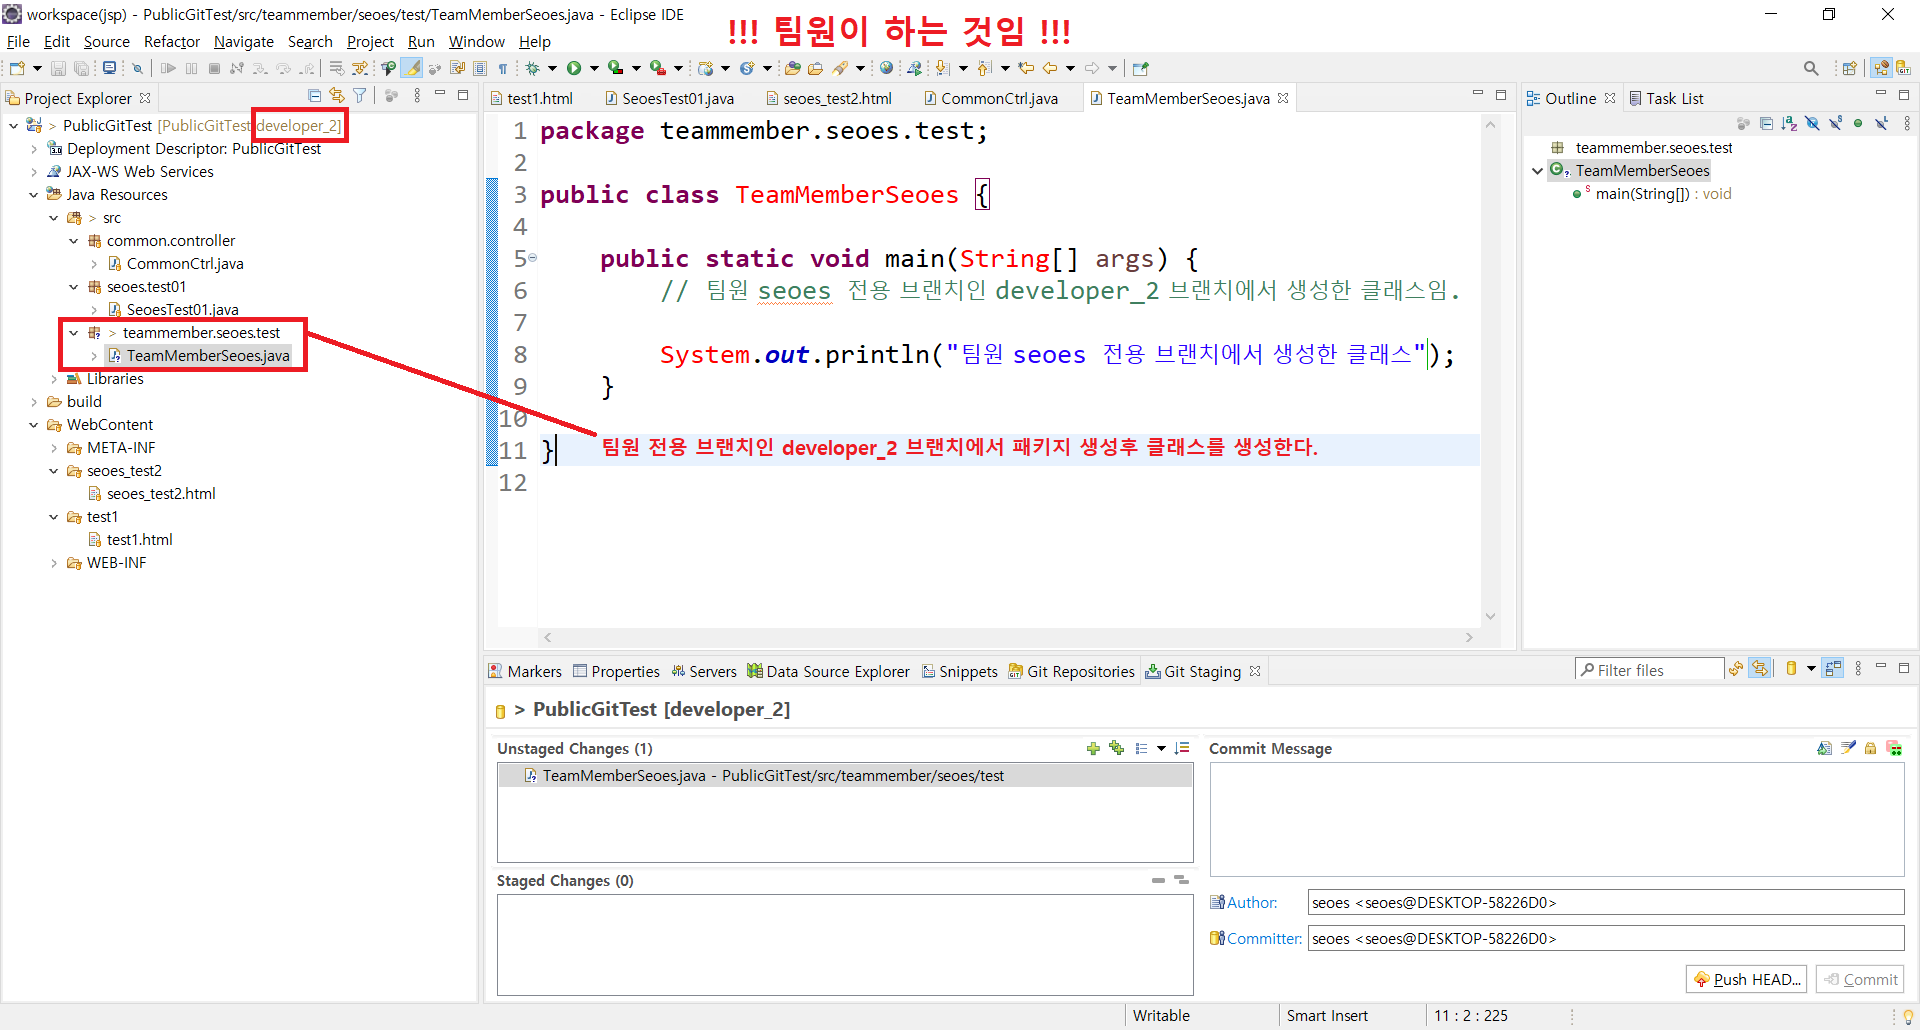 workspace(jsp) - PublicGitTest/src/teammember/seoes/test/TeamMemberSeoes.java - Eclipse IDE
!!! 팀원이 하는 것임 !!!
File Edit Source Refactor Navigate Search Project Run Window Help
Project Explorer
> PublicGitTest [PublicGitTest developer_2]
Deployment Descriptor: PublicGitTest
JAX-WS Web Services
Java Resources
> src
common.controller
CommonCtrl.java
seoes.test01
SeoesTest01.java
> teammember.seoes.test
TeamMemberSeoes.java
Libraries
build
WebContent
META-INF
seoes_test2
seoes_test2.html
test1
test1.html
WEB-INF
test1.html SeoesTest01.java seoes_test2.html CommonCtrl.java TeamMemberSeoes.java
1 package teammember.seoes.test;
2
3 public class TeamMemberSeoes {
4
5 public static void main(String[] args) {
6 // 팀원 seoes 전용 브랜치인 developer_2 브랜치에서 생성한 클래스임.
7
8 System.out.println("팀원 seoes 전용 브랜치에서 생성한 클래스");
9 }
10
11 } 팀원 전용 브랜치인 developer_2 브랜치에서 패키지 생성후 클래스를 생성한다.
12
Outline Task List
teammember.seoes.test
TeamMemberSeoes
main(String[]) : void
Markers Properties Servers Data Source Explorer Snippets Git Repositories Git Staging
Filter files
> PublicGitTest [developer_2]
Unstaged Changes (1)
TeamMemberSeoes.java - PublicGitTest/src/teammember/seoes/test
Staged Changes (0)
Commit Message
Author: seoes <seoes@DESKTOP-58226D0>
Committer: seoes <seoes@DESKTOP-58226D0>
Push HEAD... Commit
Writable Smart Insert 11 : 2 : 225